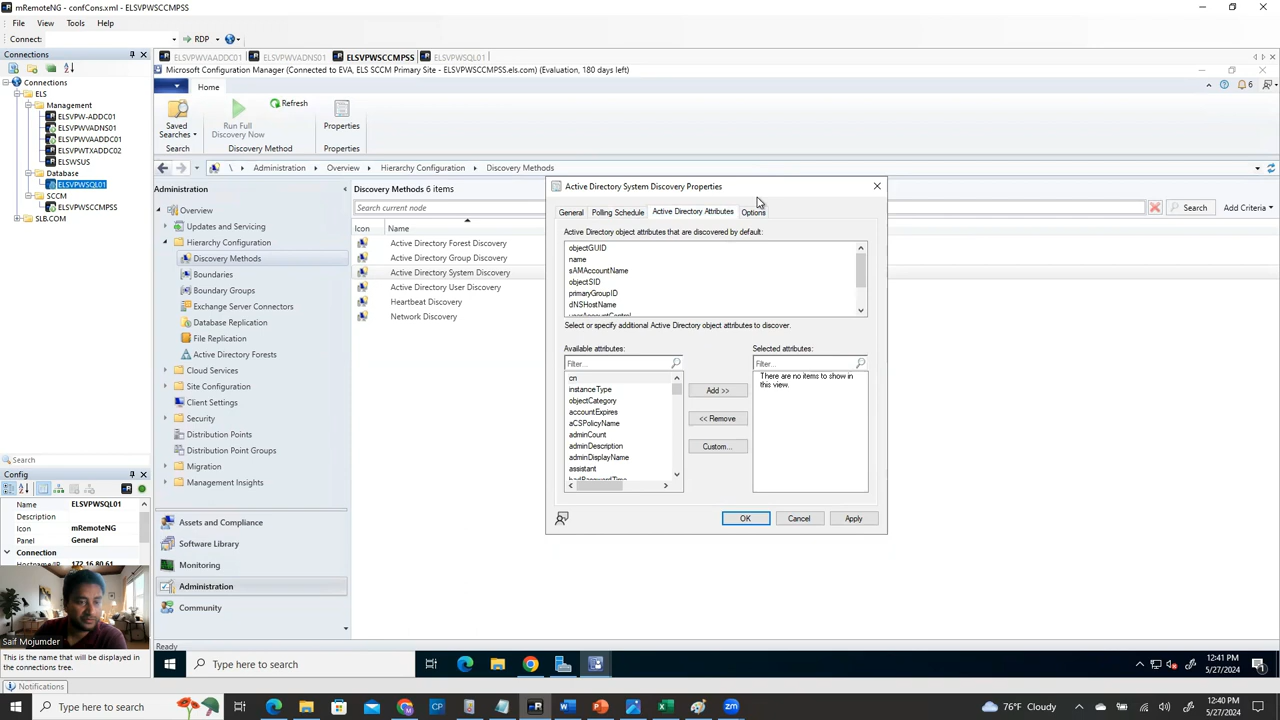 mRemoteNG - confCons.xml - ELSVPWSCCMPSS
File View Tools Help
Connect: RDP
Connections
Connections
ELS
Management
ELSVPW-ADDC01
ELSVPWVADNS01
ELSVPWVAADDC01
ELSVPWTXADDC02
ELSWSUS
Database
ELSVPWSQL01
SCCM
ELSVPWSCCMPSS
SLB.COM
Search
Config
Name ELSVPWSQL01
Description
Icon mRemoteNG
Panel General
Connection
Hostname/IP 172.16.80.61
Saif Mojumder
This is the name that will be displayed in the connections tree.
Notifications
ELSVPWVAADDC01 ELSVPWVADNS01 ELSVPWSCCMPSS ELSVPWSQL01
Microsoft Configuration Manager (Connected to EVA, ELS SCCM Primary Site - ELSVPWSCCMPSS.els.com) (Evaluation, 180 days left)
Home
6
Saved Searches
Run Full Discovery Now
Refresh
Properties
Search Discovery Method Properties
\ Administration Overview Hierarchy Configuration Discovery Methods
Administration
Overview
Updates and Servicing
Hierarchy Configuration
Discovery Methods
Boundaries
Boundary Groups
Exchange Server Connectors
Database Replication
File Replication
Active Directory Forests
Cloud Services
Site Configuration
Client Settings
Security
Distribution Points
Distribution Point Groups
Migration
Management Insights
Assets and Compliance
Software Library
Monitoring
Administration
Community
Ready
Discovery Methods 6 items
Search current node
Search Add Criteria
Icon Name
Active Directory Forest Discovery
Active Directory Group Discovery
Active Directory System Discovery
Active Directory User Discovery
Heartbeat Discovery
Network Discovery
Active Directory System Discovery Properties
General Polling Schedule Active Directory Attributes Options
Active Directory object attributes that are discovered by default:
objectGUID
name
sAMAccountName
objectSID
primaryGroupID
dNSHostName
userAccountControl
Select or specify additional Active Directory object attributes to discover.
Available attributes: Selected attributes:
Filter... Filter...
cn
instanceType
objectCategory
accountExpires
aCSPolicyName
adminCount
adminDescription
adminDisplayName
assistant
badPasswordTime
Add >>
<< Remove
Custom...
There are no items to show in this view.
OK Cancel Apply
Type here to search
12:41 PM
5/27/2024
Type here to search
76°F Cloudy
12:40 PM
5/27/2024